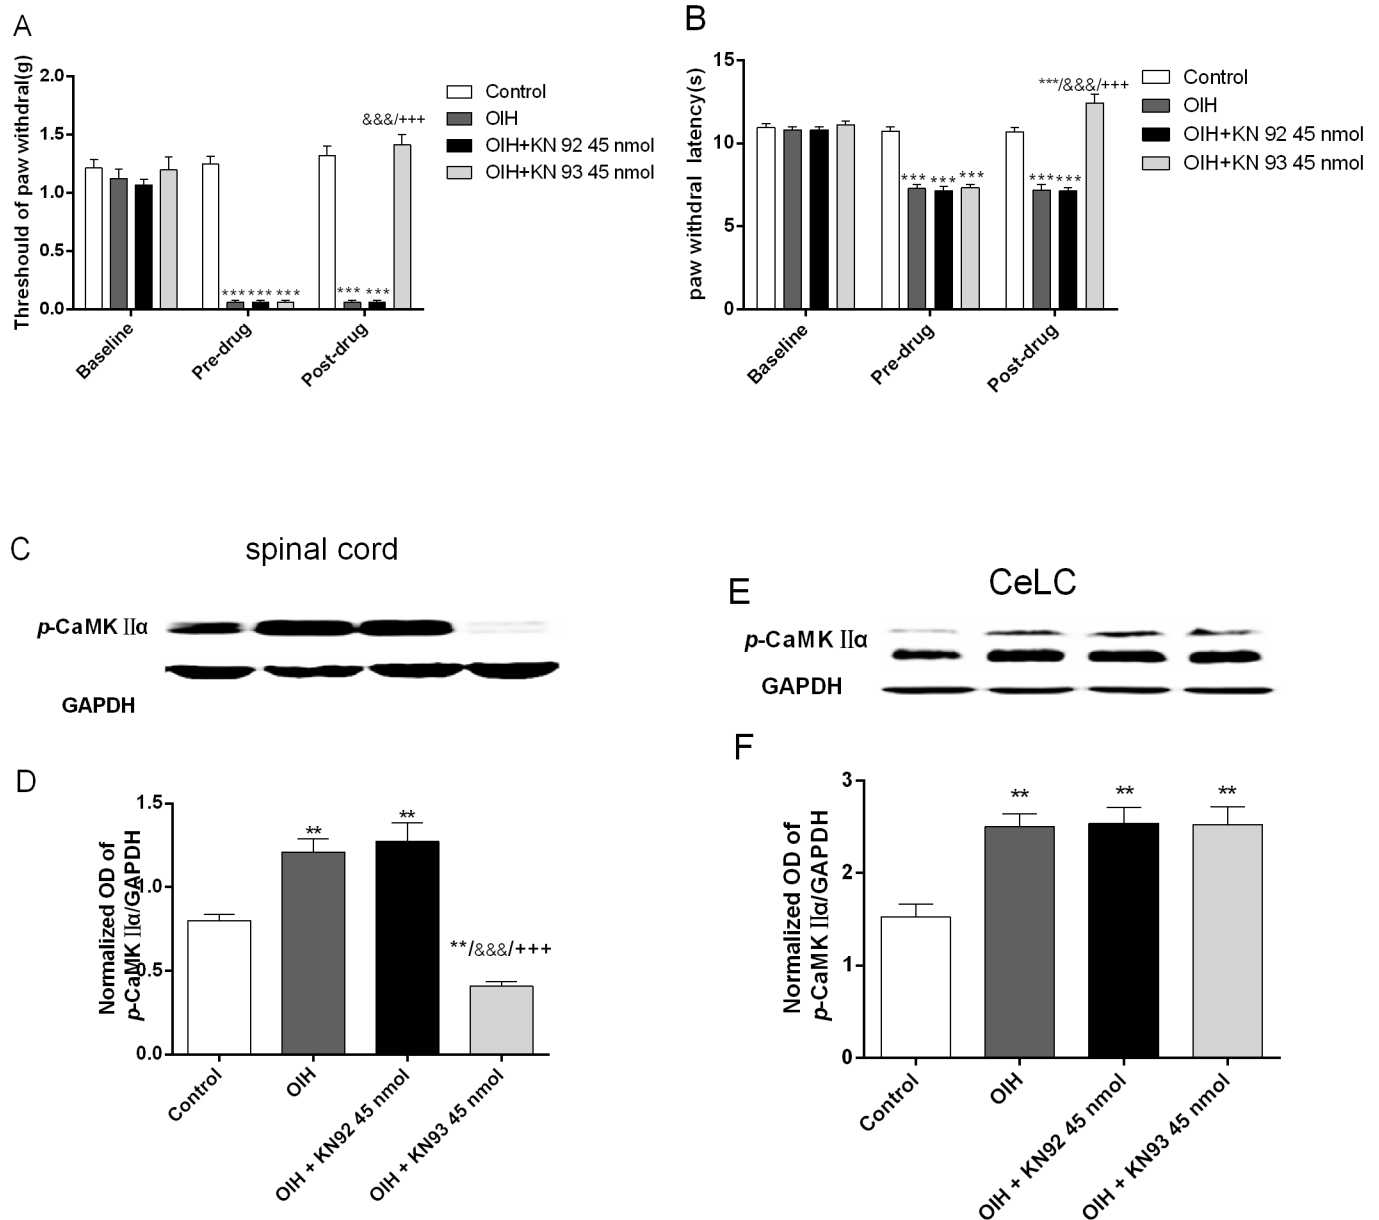 A
Threshould of paw withdral(g)
2.0
1.5
1.0
0.5
0.0
&&&/+++
*** *** ***
*** ***
Baseline
Pre-drug
Post-drug
Control
OIH
OIH+KN 92 45 nmol
OIH+KN 93 45 nmol
B
paw withdral latency(s)
15
10
5
0
***/&&&/+++
*** *** ***
*** ***
Baseline
Pre-drug
Post-drug
Control
OIH
OIH+KN 92 45 nmol
OIH+KN 93 45 nmol
C
spinal cord
p-CaMK IIα
GAPDH
E
CeLC
p-CaMK IIα
GAPDH
D
Normalized OD of
p-CaMK IIα/GAPDH
1.5
1.0
0.5
0.0
**
**
**/&&&/+++
Control
OIH
OIH + KN92 45 nmol
OIH + KN93 45 nmol
F
Normalized OD of
p-CaMK IIα/GAPDH
3
2
1
0
**
**
**
Control
OIH
OIH + KN92 45 nmol
OIH + KN93 45 nmol